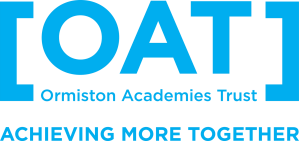 [OAT]
Ormiston Academies Trust
ACHIEVING MORE TOGETHER